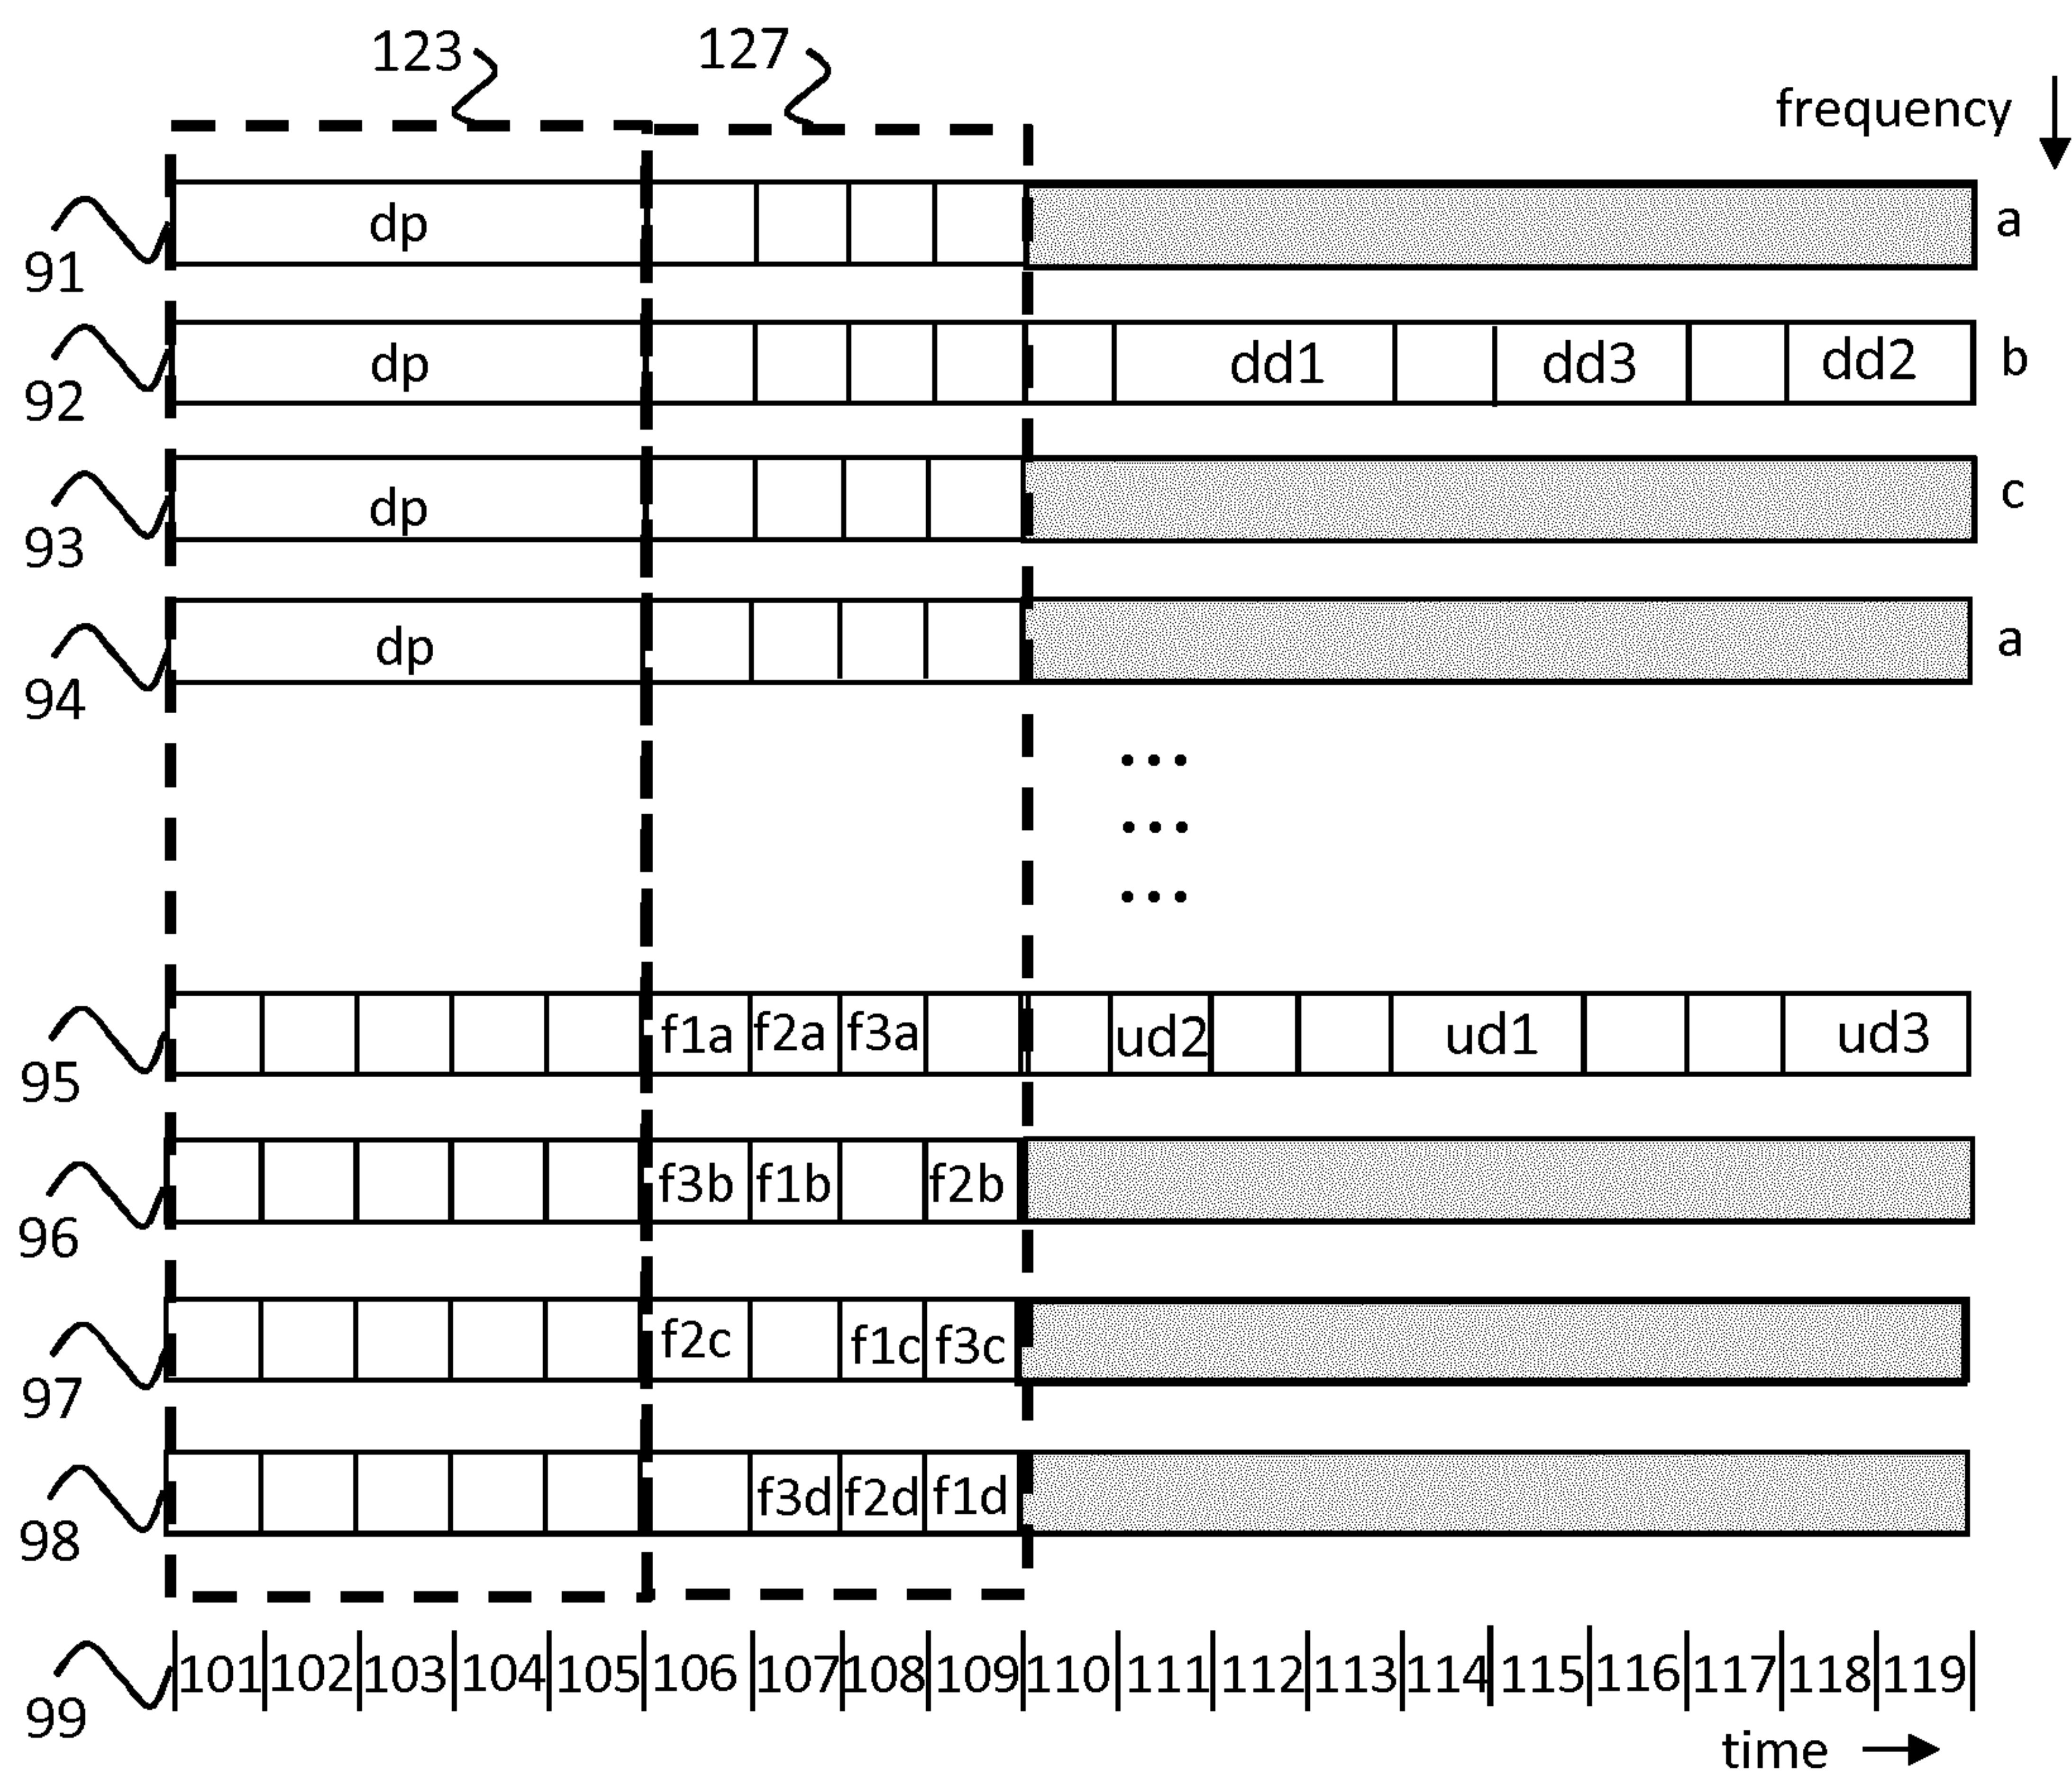 123 127
frequency
91 dp a
92 dp dd1 dd3 dd2 b
93 dp c
94 dp a
...
...
...
95 f1a f2a f3a ud2 ud1 ud3
96 f3b f1b f2b
97 f2c f1c f3c
98 f3d f2d f1d
99 101 102 103 104 105 106 107 108 109 110 111 112 113 114 115 116 117 118 119
time